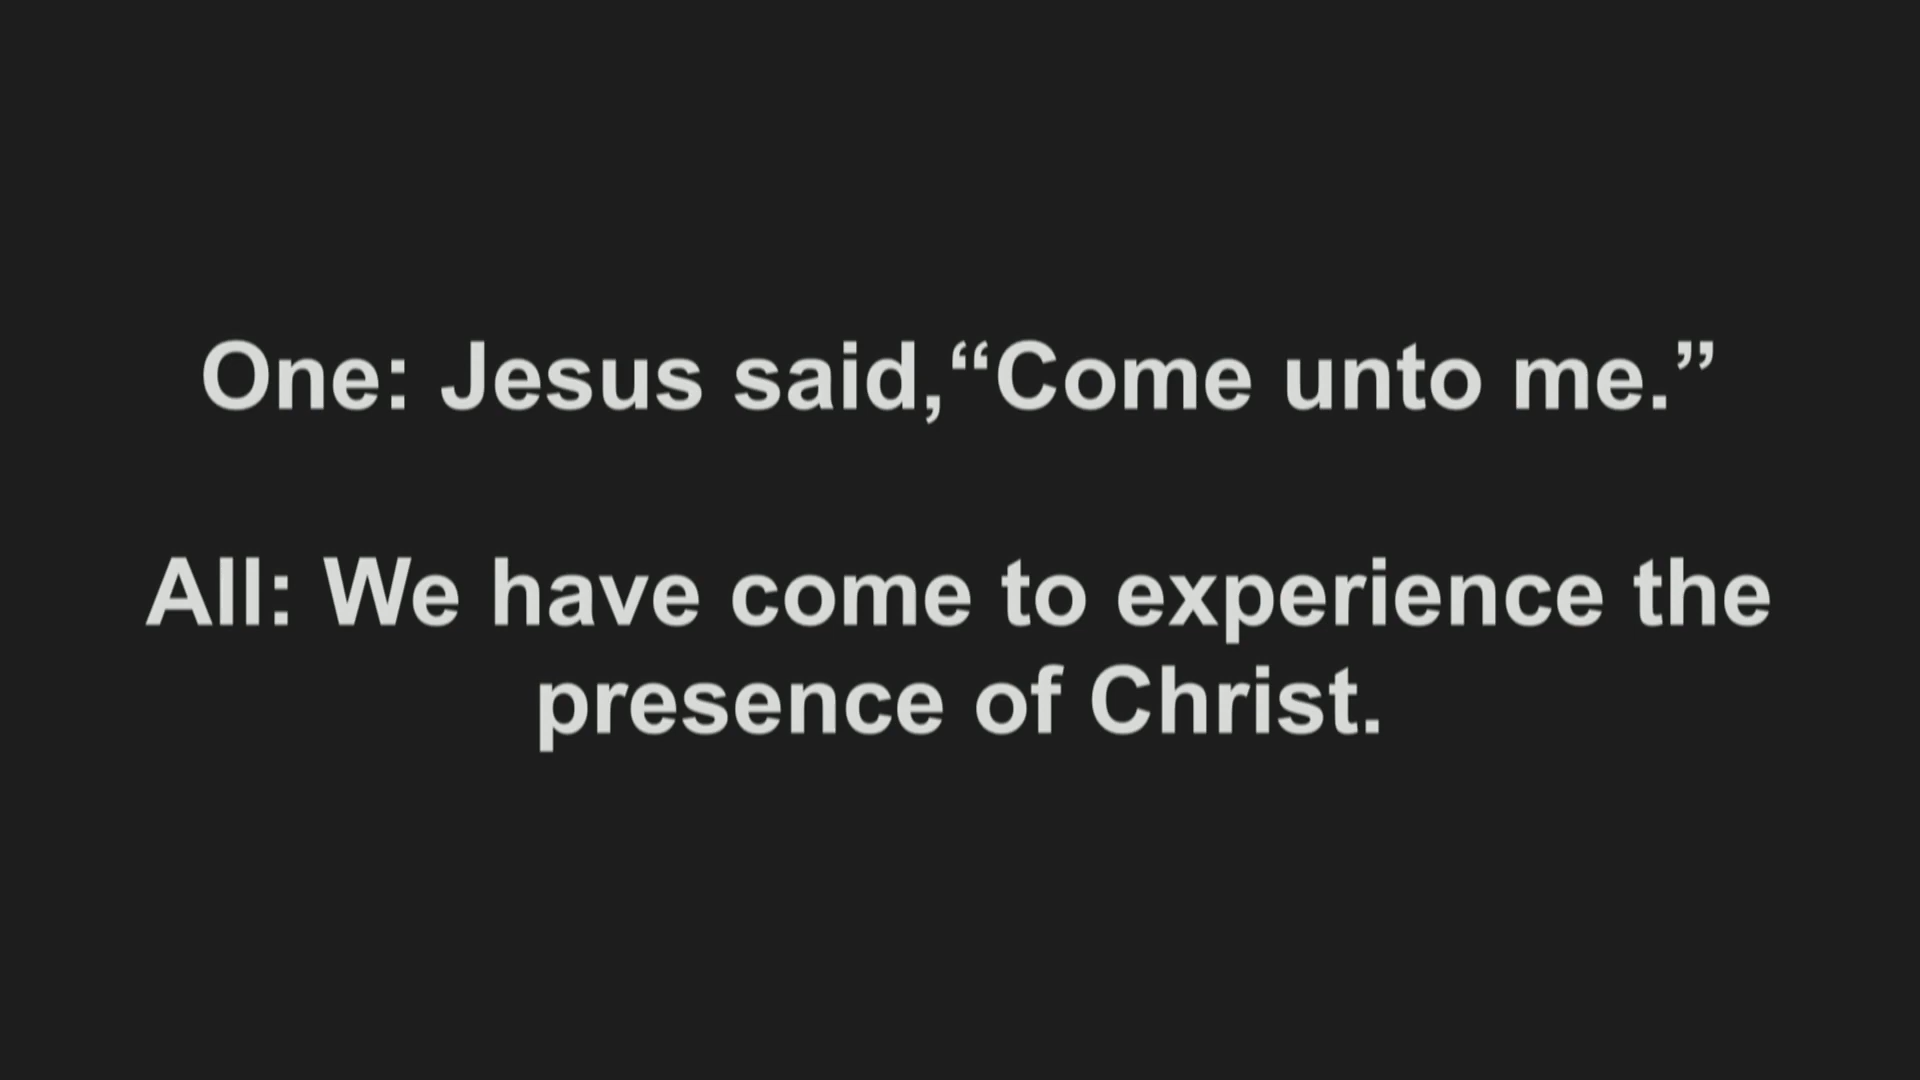 One: Jesus said,“Come unto me.”
All: We have come to experience the
presence of Christ.